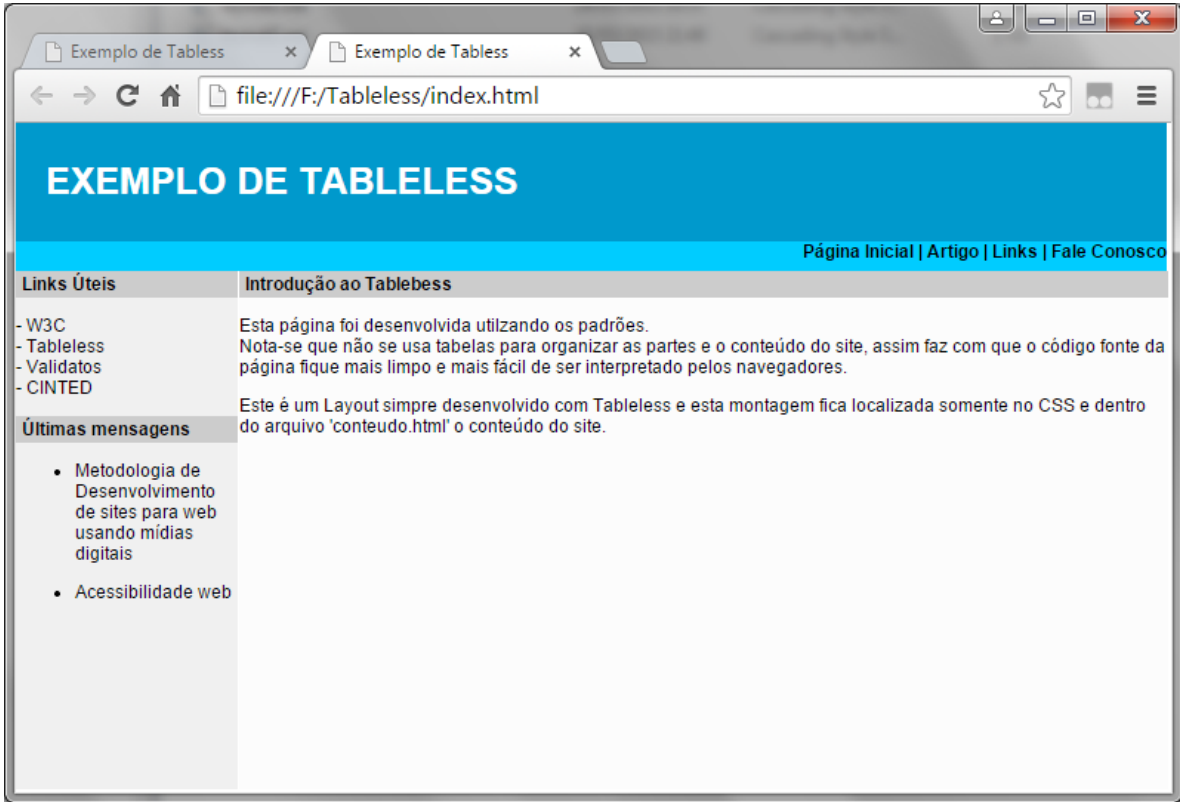 Exemplo de Tabless
Exemplo de Tabless
file:///F:/Tableless/index.html
EXEMPLO DE TABLELESS
Página Inicial | Artigo | Links | Fale Conosco
Links Úteis
- W3C
- Tableless
- Validatos
- CINTED
Últimas mensagens
• Metodologia de
Desenvolvimento
de sites para web
usando mídias
digitais
• Acessibilidade web
Introdução ao Tablebess
Esta página foi desenvolvida utilzando os padrões.
Nota-se que não se usa tabelas para organizar as partes e o conteúdo do site, assim faz com que o código fonte da
página fique mais limpo e mais fácil de ser interpretado pelos navegadores.
Este é um Layout simpre desenvolvido com Tableless e esta montagem fica localizada somente no CSS e dentro
do arquivo 'conteudo.html' o conteúdo do site.